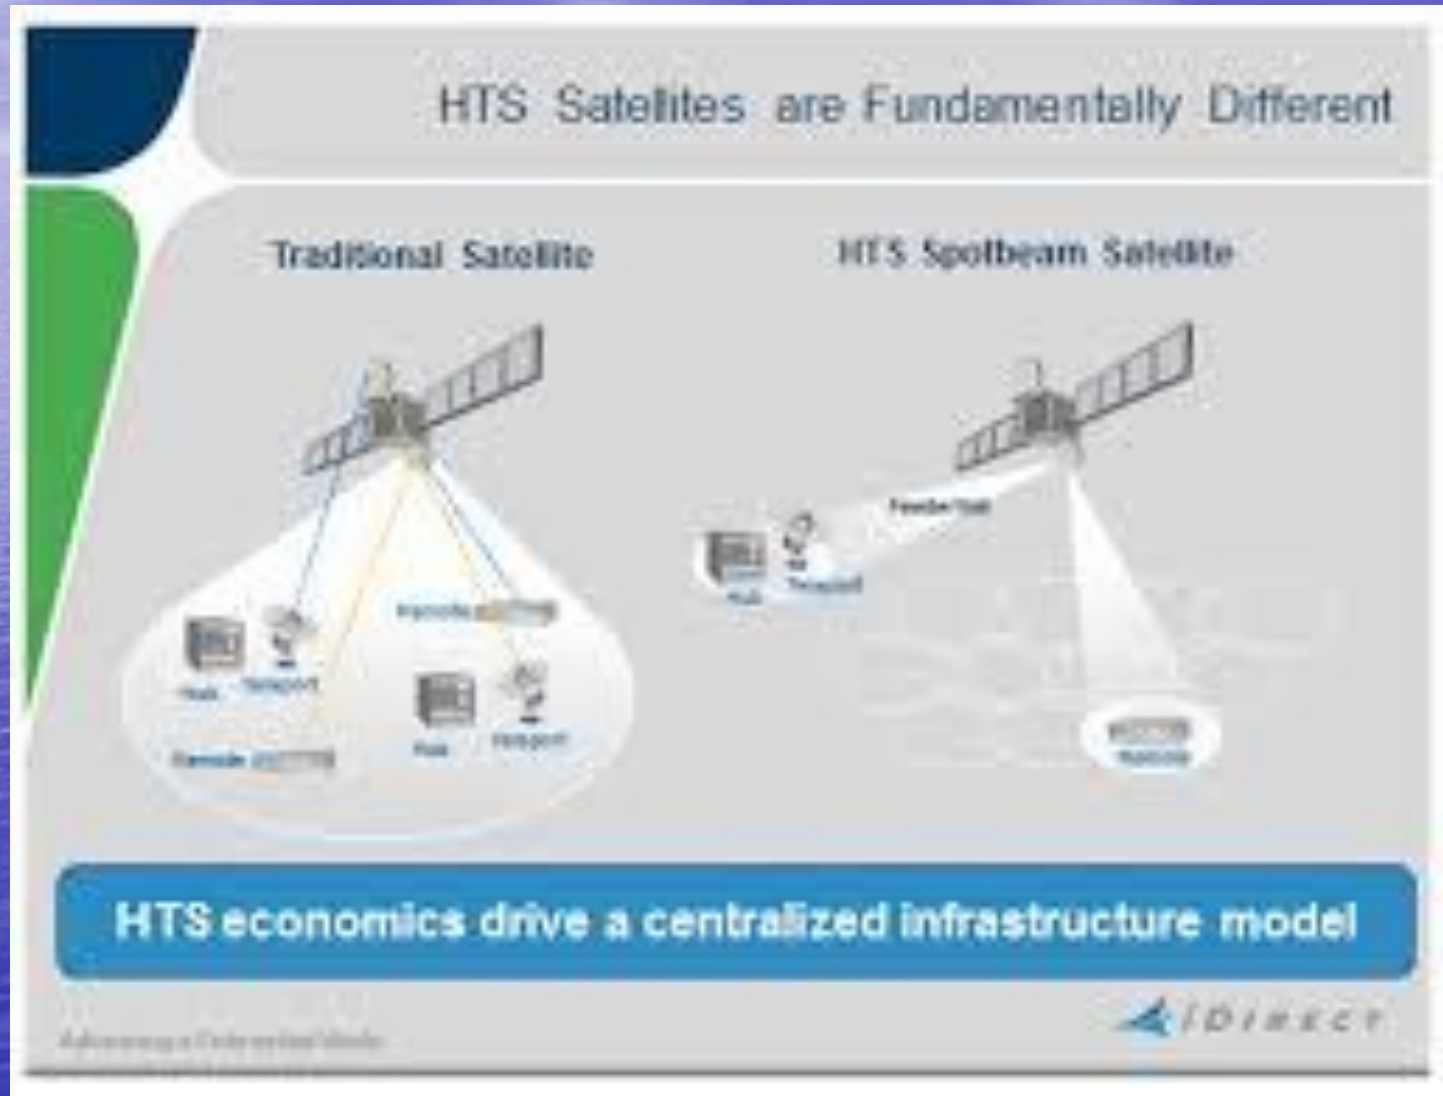 HTS Satellites are Fundamentally Different
Traditional Satellite
HTS Spotbeam Satellite
Feeder link
Hub Teleport
Remote
Hub Teleport
Hub Teleport
Remote
Remote
HTS economics drive a centralized infrastructure model
iDIRECT